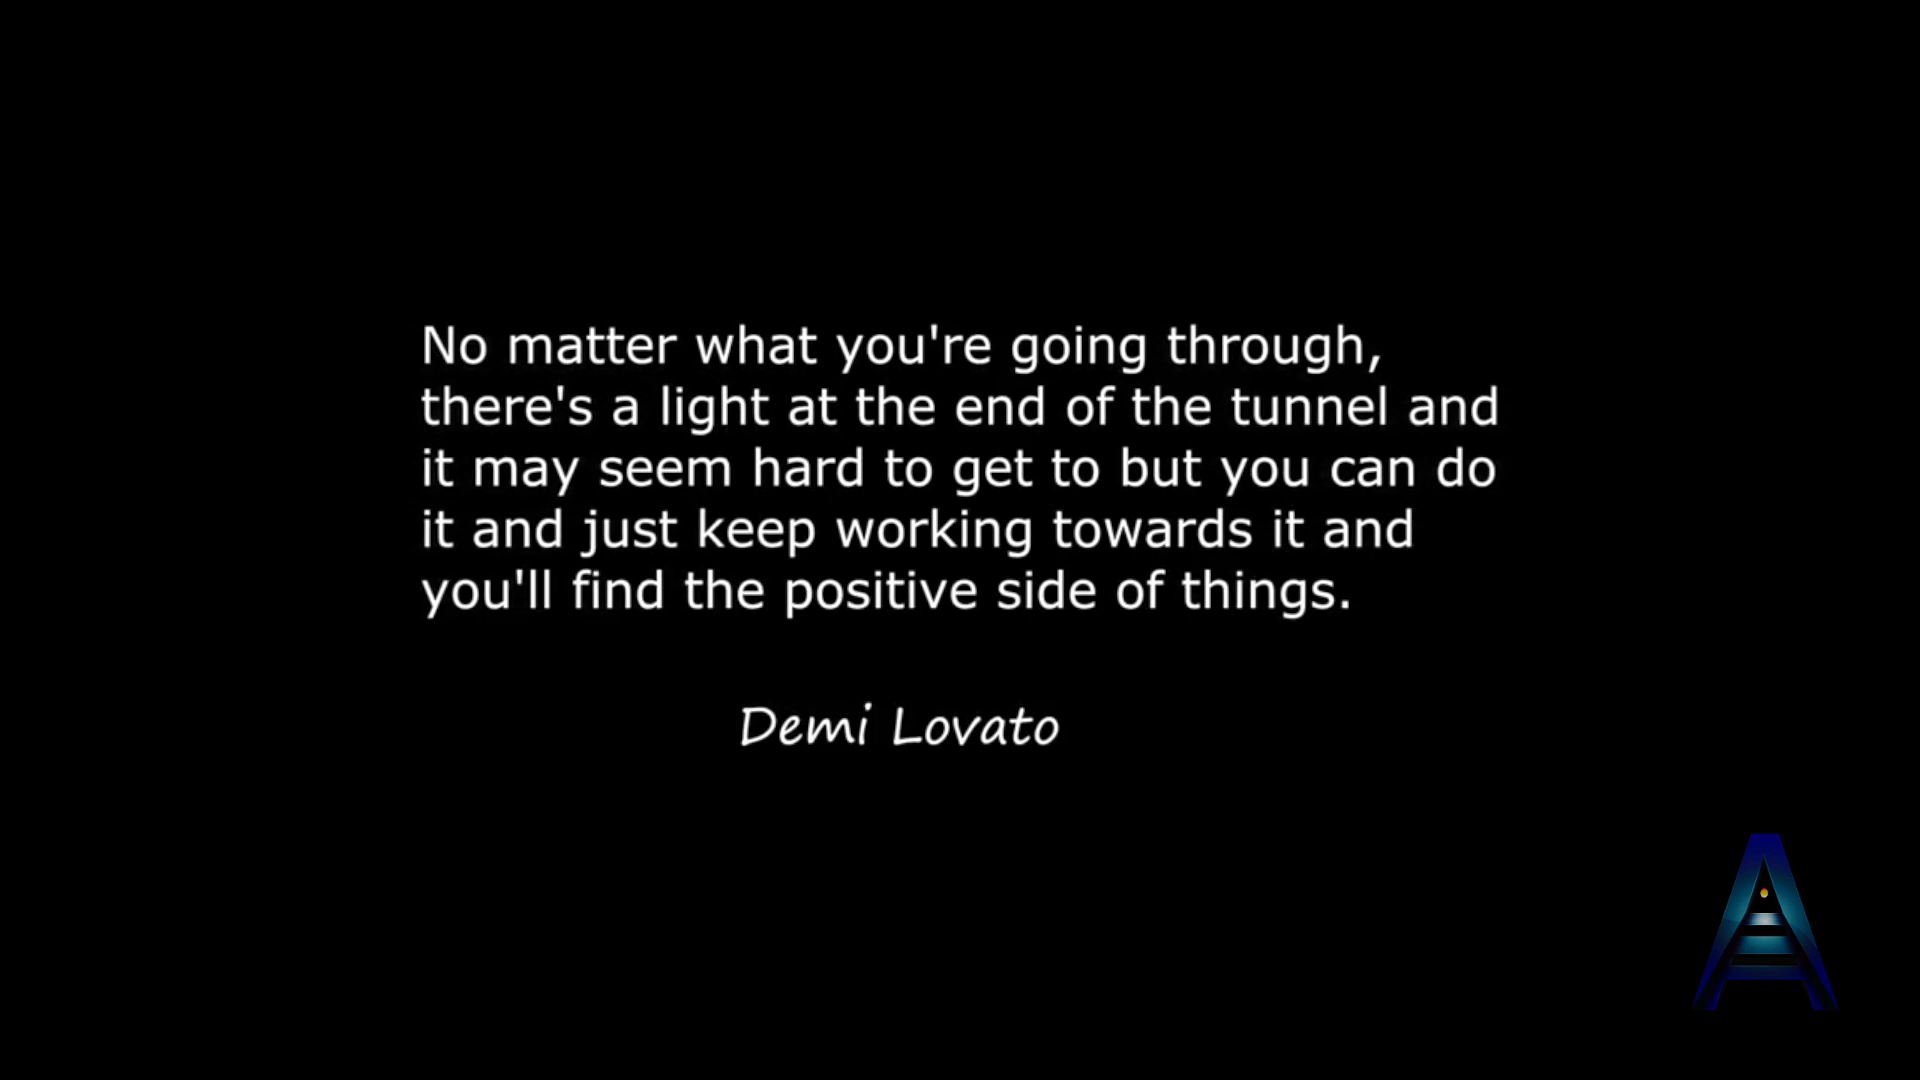 No matter what you're going through,
there's a light at the end of the tunnel and
it may seem hard to get to but you can do
it and just keep working towards it and
you'll find the positive side of things.
Demi Lovato